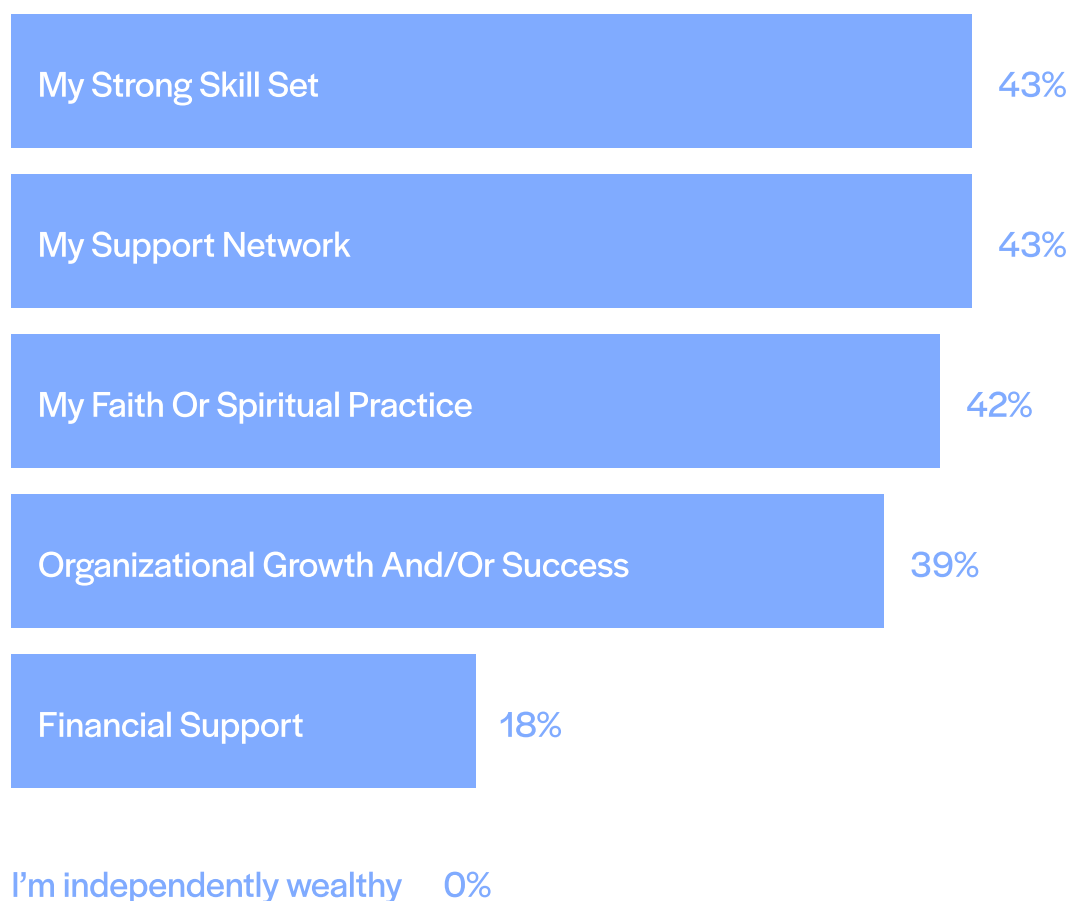 My Strong Skill Set 43%
My Support Network 43%
My Faith Or Spiritual Practice 42%
Organizational Growth And/Or Success 39%
Financial Support 18%
I’m independently wealthy 0%